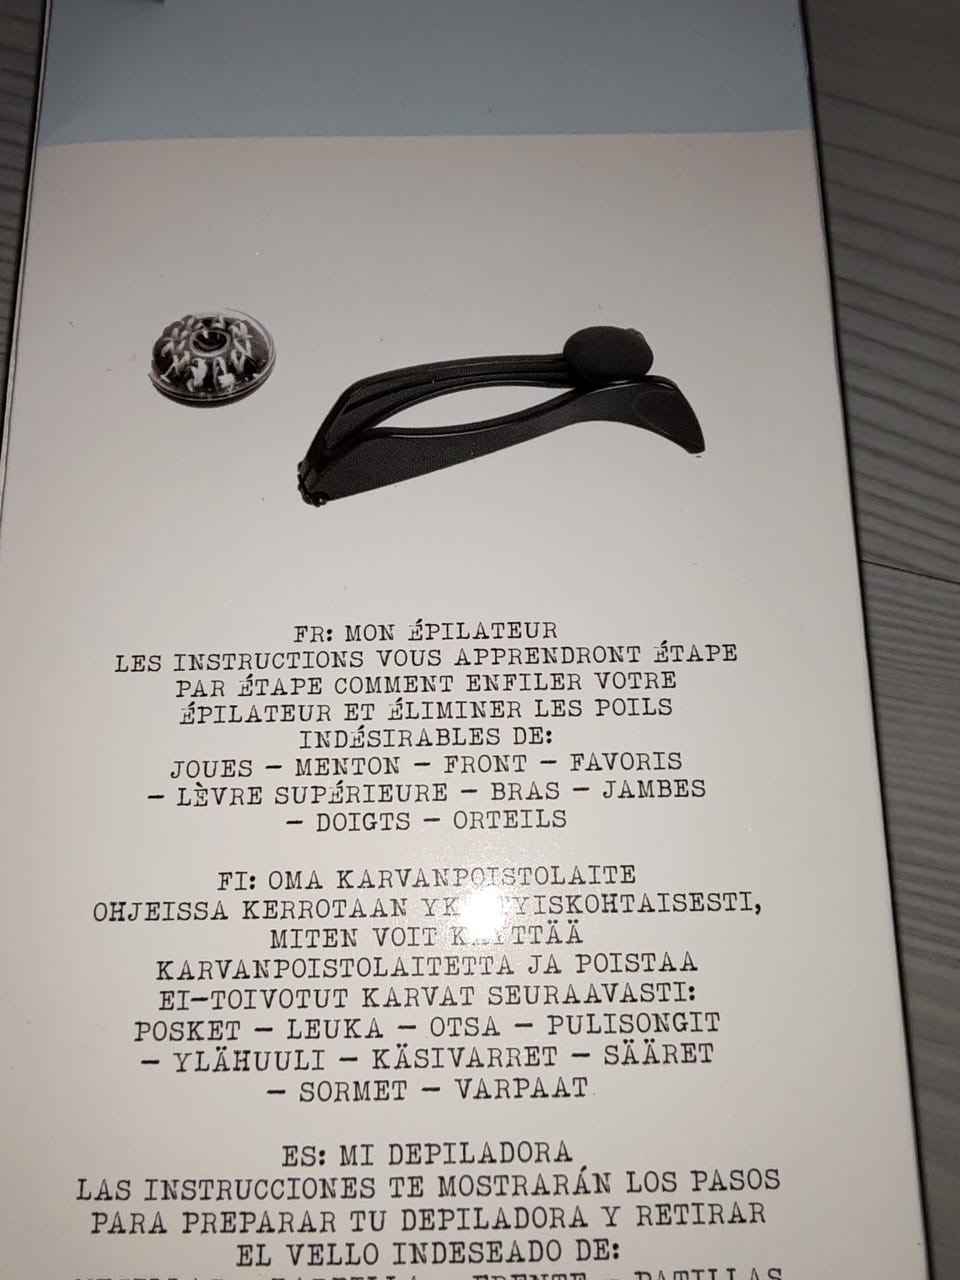 FR: MON ÉPILATEUR
LES INSTRUCTIONS VOUS APPRENDRONT ÉTAPE
PAR ÉTAPE COMMENT ENFILER VOTRE
ÉPILATEUR ET ÉLIMINER LES POILS
INDÉSIRABLES DE:
JOUES – MENTON – FRONT – FAVORIS
– LÈVRE SUPÉRIEURE – BRAS – JAMBES
– DOIGTS – ORTEILS
FI: OMA KARVANPOISTOLAITE
OHJEISSA KERROTAAN
MITEN VOIT KÄYTTÄÄ
KARVANPOISTOLAITETTA JA POISTAA
EI-TOIVOTUT KARVAT SEURAAVASTI:
POSKET – LEUKA – OTSA – PULISONGIT
– YLÄHUULI – KÄSIVARRET – SÄÄRET
– SORMET – VARPAAT
ES: MI DEPILADORA
LAS INSTRUCCIONES TE MOSTRARÁN LOS PASOS
PARA PREPARAR TU DEPILADORA Y RETIRAR
EL VELLO INDESEADO DE:
FRENTE – PATILLAS